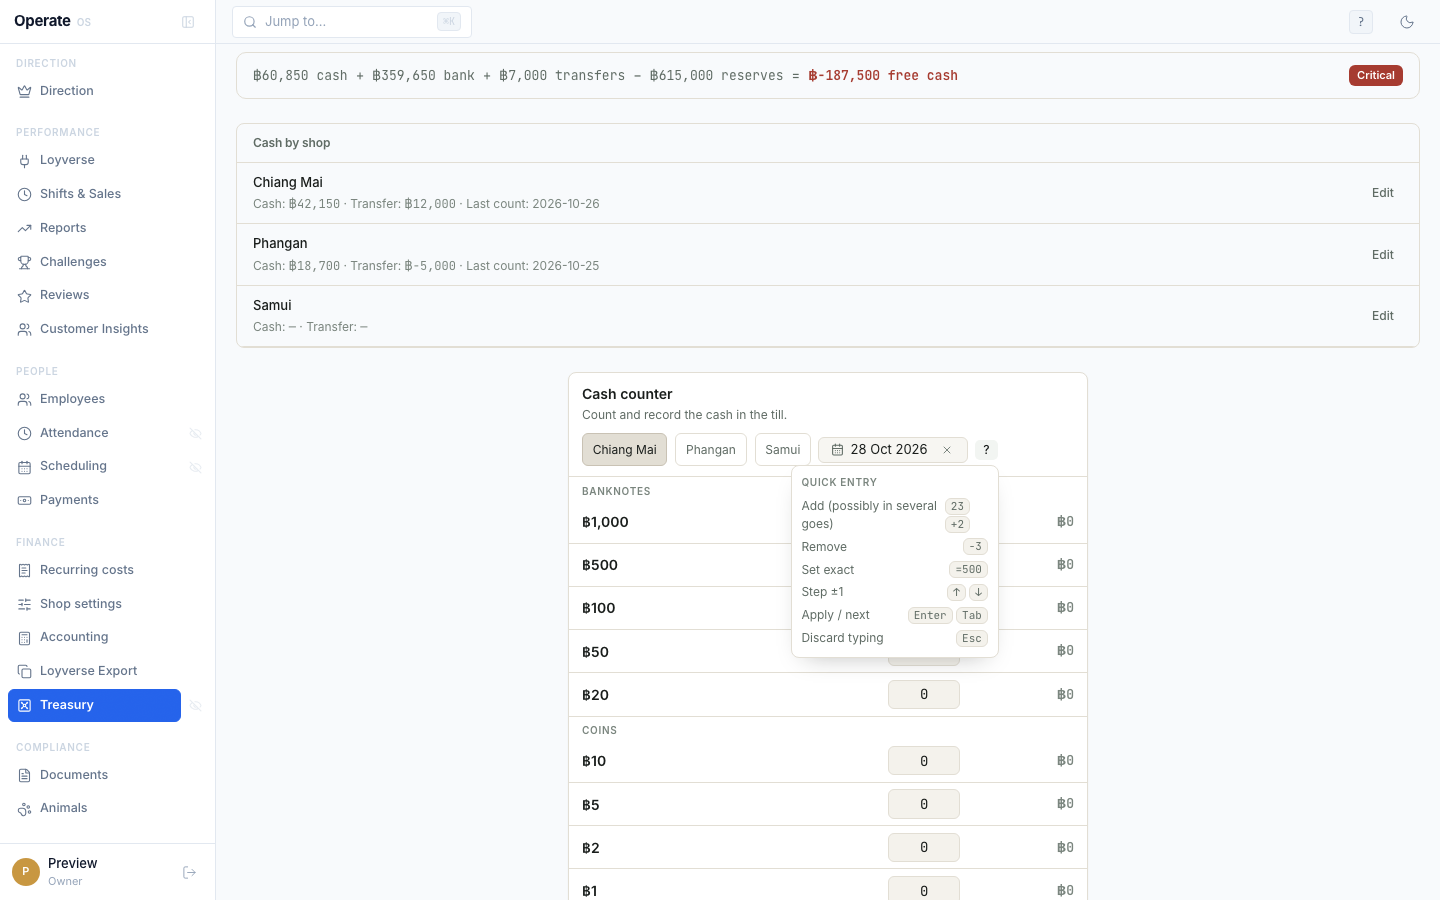 Operate OS
Jump to...
⌘K
?
DIRECTION
Direction
PERFORMANCE
Loyverse
Shifts & Sales
Reports
Challenges
Reviews
Customer Insights
PEOPLE
Employees
Attendance
Scheduling
Payments
FINANCE
Recurring costs
Shop settings
Accounting
Loyverse Export
Treasury
COMPLIANCE
Documents
Animals
P
Preview
Owner
฿60,850 cash + ฿359,650 bank + ฿7,000 transfers − ฿615,000 reserves = ฿-187,500 free cash
Critical
Cash by shop
Chiang Mai
Cash: ฿42,150 · Transfer: ฿12,000 · Last count: 2026-10-26
Edit
Phangan
Cash: ฿18,700 · Transfer: ฿-5,000 · Last count: 2026-10-25
Edit
Samui
Cash: — · Transfer: —
Edit
Cash counter
Count and record the cash in the till.
Chiang Mai
Phangan
Samui
28 Oct 2026
?
QUICK ENTRY
Add (possibly in several goes) 23 +2
Remove -3
Set exact =500
Step ±1 ↑ ↓
Apply / next Enter Tab
Discard typing Esc
BANKNOTES
฿1,000 ฿0
฿500 ฿0
฿100 ฿0
฿50 ฿0
฿20 0 ฿0
COINS
฿10 0 ฿0
฿5 0 ฿0
฿2 0 ฿0
฿1 0 ฿0